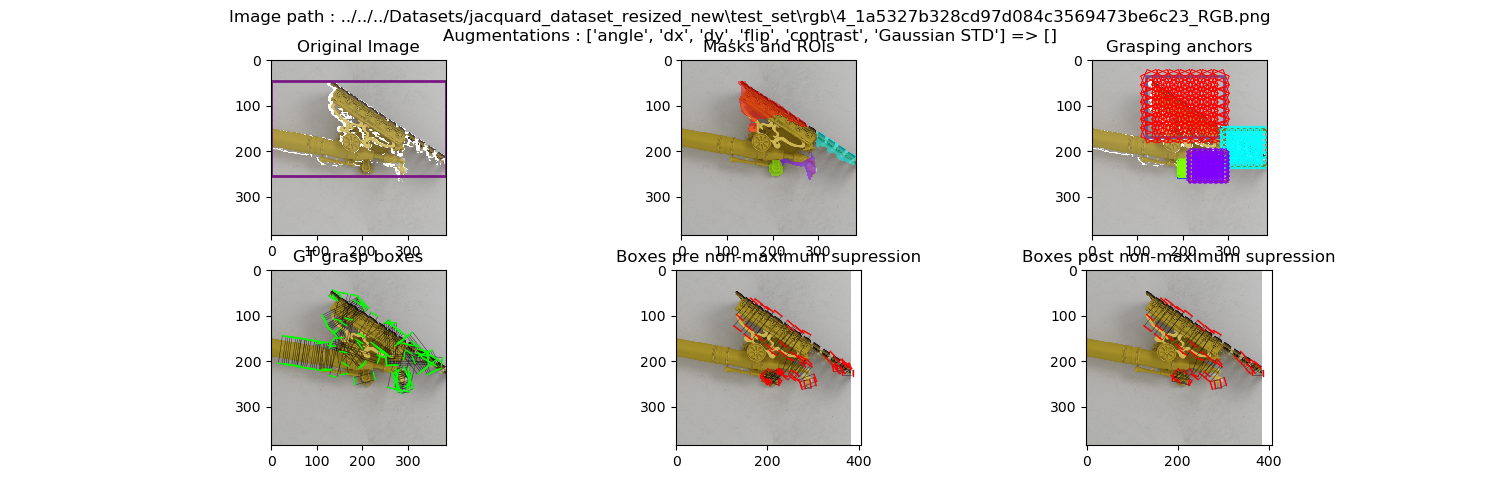 Image path : ../../../Datasets/jacquard_dataset_resized_new\test_set\rgb\4_1a5327b328cd97d084c3569473be6c23_RGB.png
Augmentations : ['angle', 'dx', 'dy', 'flip', 'contrast', 'Gaussian STD'] => []
Original Image
Masks and ROIs
Grasping anchors
0
100
200
300
0 100 200 300
0
100
200
300
0 100 200 300
0
100
200
300
0 100 200 300
GT grasp boxes
Boxes pre non-maximum supression
Boxes post non-maximum supression
0
100
200
300
0 100 200 300
0
100
200
300
0 200 400
0
100
200
300
0 200 400